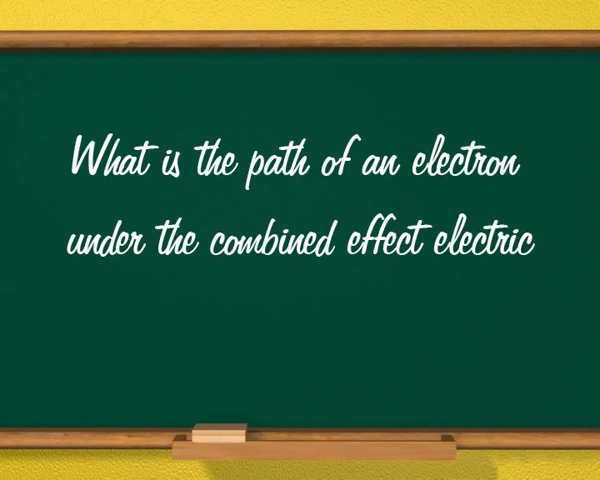 What is the path of an electron
under the combined effect electric